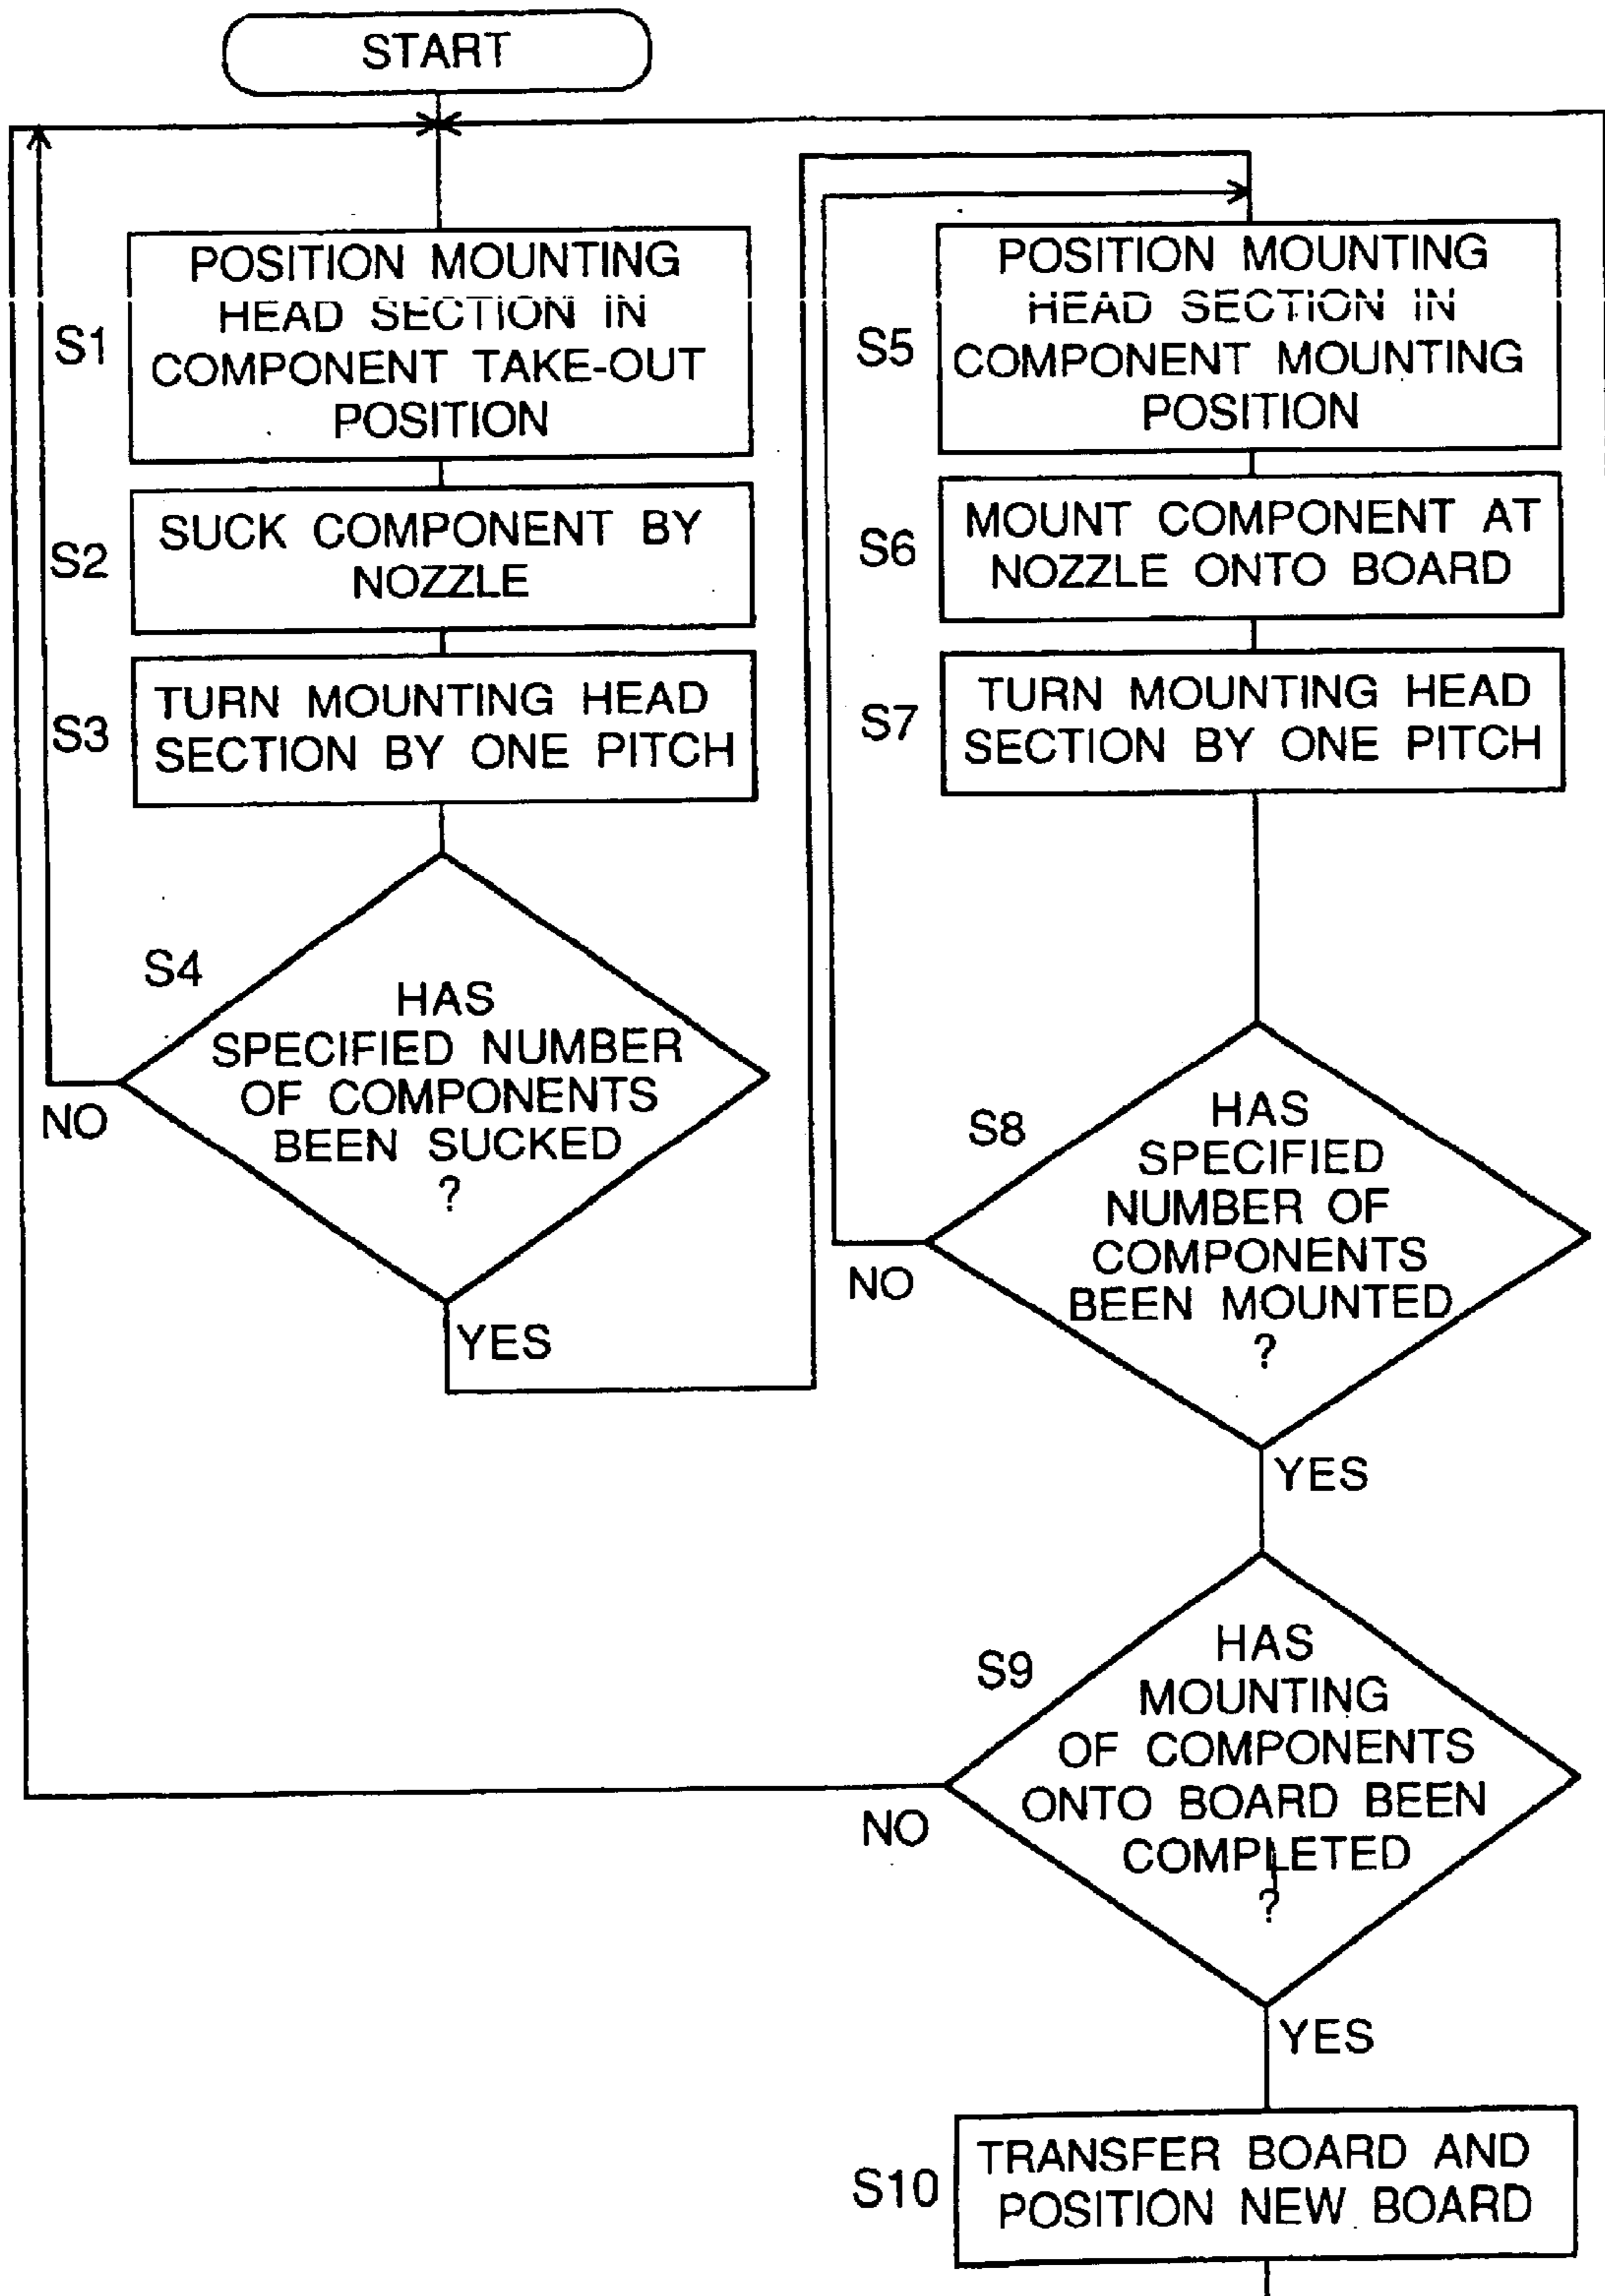 START
S1
POSITION MOUNTING
HEAD SECTION IN
COMPONENT TAKE-OUT
POSITION
S2
SUCK COMPONENT BY
NOZZLE
S3
TURN MOUNTING HEAD
SECTION BY ONE PITCH
S4
HAS
SPECIFIED NUMBER
OF COMPONENTS
BEEN SUCKED
?
NO
YES
S5
POSITION MOUNTING
HEAD SECTION IN
COMPONENT MOUNTING
POSITION
S6
MOUNT COMPONENT AT
NOZZLE ONTO BOARD
S7
TURN MOUNTING HEAD
SECTION BY ONE PITCH
S8
HAS
SPECIFIED
NUMBER OF
COMPONENTS
BEEN MOUNTED
?
NO
YES
S9
HAS
MOUNTING
OF COMPONENTS
ONTO BOARD BEEN
COMPLETED
?
NO
YES
S10
TRANSFER BOARD AND
POSITION NEW BOARD